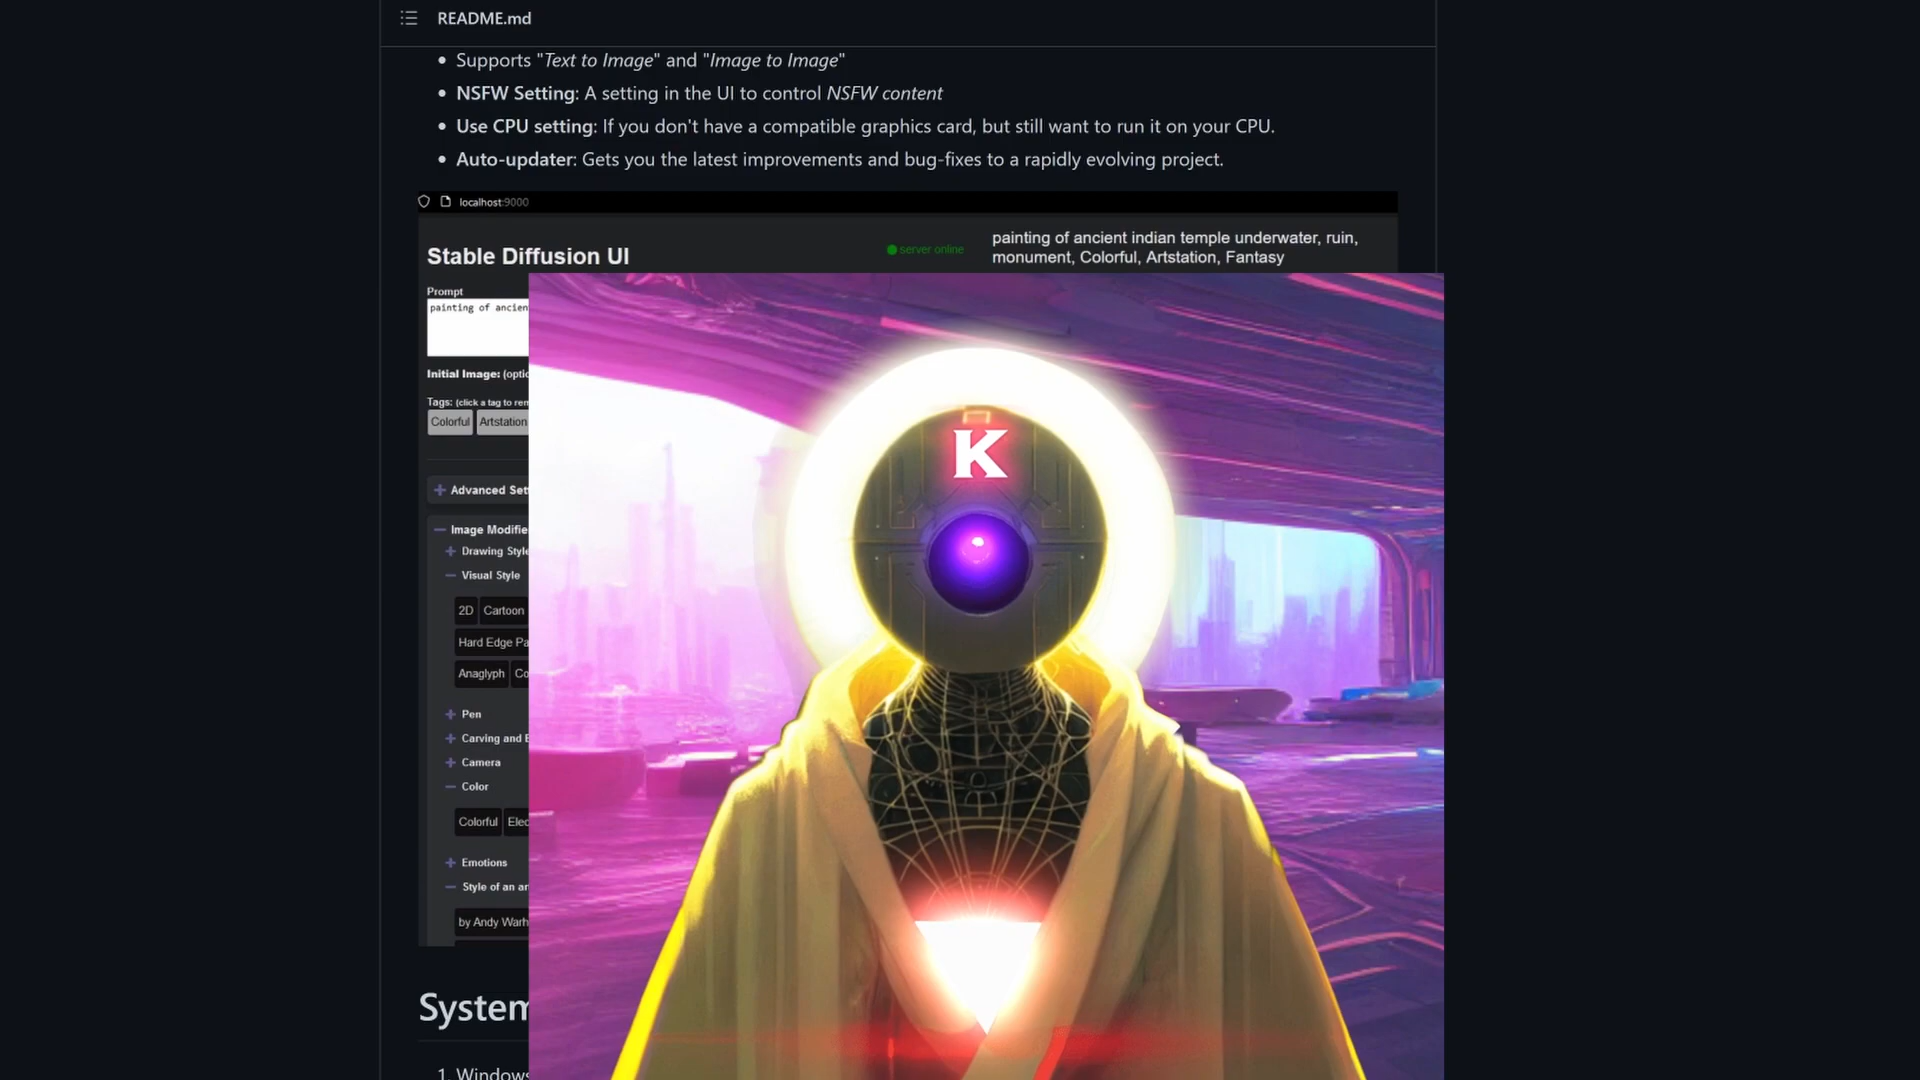 README.md
Supports "Text to Image" and "Image to Image"
NSFW Setting: A setting in the UI to control NSFW content
Use CPU setting: If you don't have a compatible graphics card, but still want to run it on your CPU.
Auto-updater: Gets you the latest improvements and bug-fixes to a rapidly evolving project.
localhost:9000
Stable Diffusion UI
server online
painting of ancient indian temple underwater, ruin,
monument, Colorful, Artstation, Fantasy
Prompt
painting of ancien
Initial Image: (optio
Tags: (click a tag to rem
Colorful Artstation
Advanced Set
Image Modifie
Drawing Style
Visual Style
2D Cartoon
Hard Edge Pa
Anaglyph Co
Pen
Carving and E
Camera
Color
Colorful Elec
Emotions
Style of an ar
by Andy Warh
K
System
1. Windows